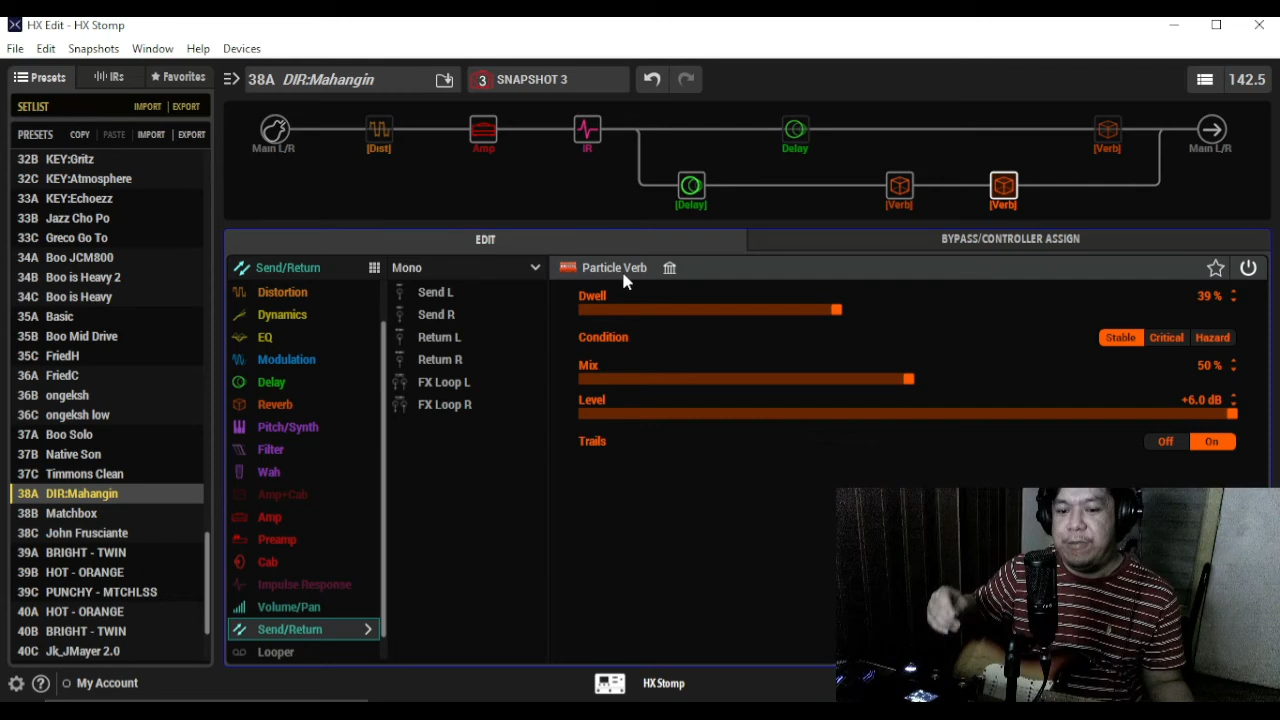 HX Edit - HX Stomp
File Edit Snapshots Window Help Devices
Presets IRs Favorites
38A DIR:Mahangin
3 SNAPSHOT 3
142.5
SETLIST IMPORT | EXPORT
PRESETS COPY PASTE IMPORT EXPORT
32B KEY:Gritz
32C KEY:Atmosphere
33A KEY:Echoezz
33B Jazz Cho Po
33C Greco Go To
34A Boo JCM800
34B Boo is Heavy 2
34C Boo is Heavy
35A Basic
35B Boo Mid Drive
35C FriedH
36A FriedC
36B ongeksh
36C ongeksh low
37A Boo Solo
37B Native Son
37C Timmons Clean
38A DIR:Mahangin
38B Matchbox
38C John Frusciante
39A BRIGHT - TWIN
39B HOT - ORANGE
39C PUNCHY - MTCHLSS
40A HOT - ORANGE
40B BRIGHT - TWIN
40C Jk_JMayer 2.0
My Account
Main L/R [Dist] Amp IR Delay [Verb] Main L/R
[Delay] [Verb] [Verb]
EDIT BYPASS/CONTROLLER ASSIGN
Send/Return
Distortion
Dynamics
EQ
Modulation
Delay
Reverb
Pitch/Synth
Filter
Wah
Amp+Cab
Amp
Preamp
Cab
Impulse Response
Volume/Pan
Send/Return
Looper
Mono
Send L
Send R
Return L
Return R
FX Loop L
FX Loop R
Particle Verb
Dwell 39 %
Condition Stable Critical Hazard
Mix 50 %
Level +6.0 dB
Trails Off On
HX Stomp